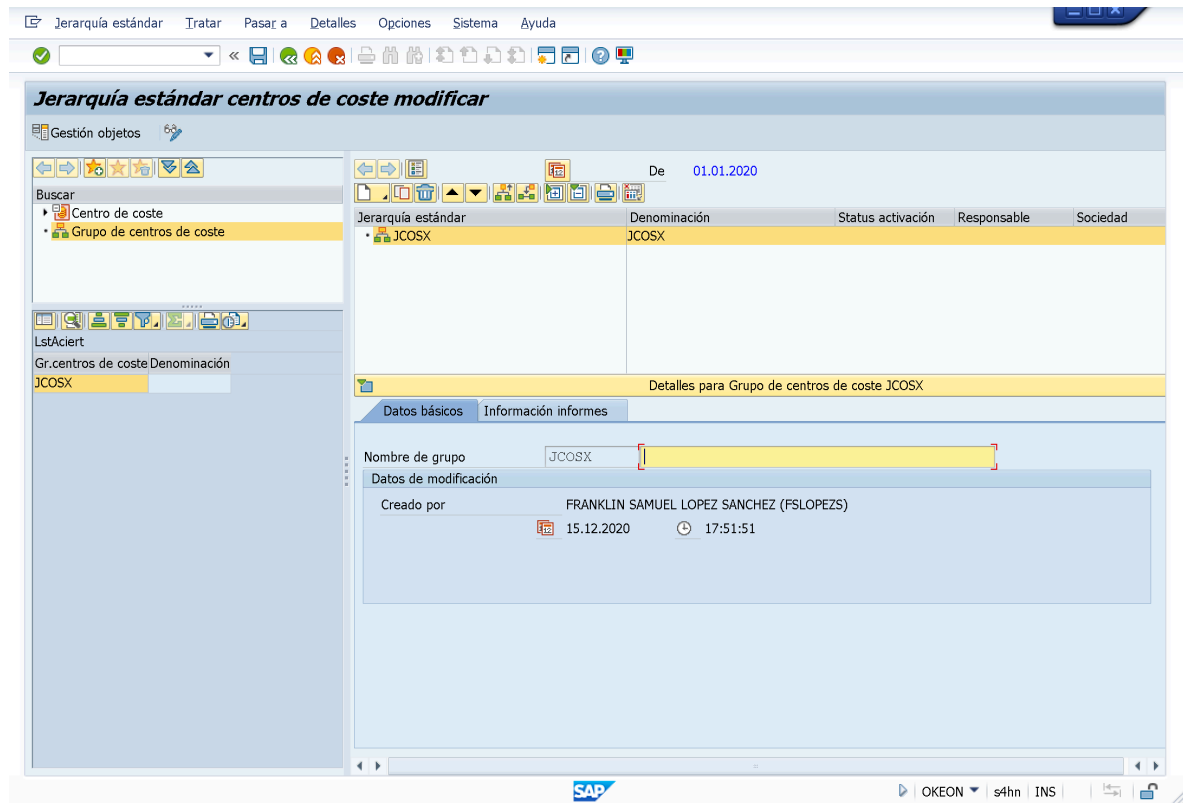 Jerarquía estándar Tratar Pasar a Detalles Opciones Sistema Ayuda
Jerarquía estándar centros de coste modificar
Gestión objetos
Buscar
Centro de coste
Grupo de centros de coste
LstAciert
Gr.centros de coste Denominación
JCOSX
De 01.01.2020
Jerarquía estándar Denominación Status activación Responsable Sociedad
JCOSX JCOSX
Detalles para Grupo de centros de coste JCOSX
Datos básicos Información informes
Nombre de grupo JCOSX
Datos de modificación
Creado por FRANKLIN SAMUEL LOPEZ SANCHEZ (FSLOPEZS)
15.12.2020 17:51:51
SAP OKEON s4hn INS